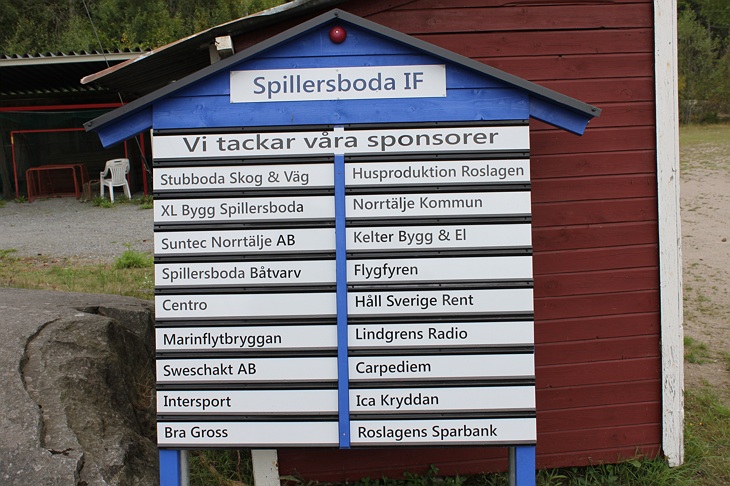 Spillersboda IF
Vi tackar våra sponsorer
Stubboda Skog & Väg
XL Bygg Spillersboda
Suntec Norrtälje AB
Spillersboda Båtvarv
Centro
Marinflytbryggan
Sweschakt AB
Intersport
Bra Gross
Husproduktion Roslagen
Norrtälje Kommun
Kelter Bygg & El
Flygfyren
Håll Sverige Rent
Lindgrens Radio
Carpediem
Ica Kryddan
Roslagens Sparbank